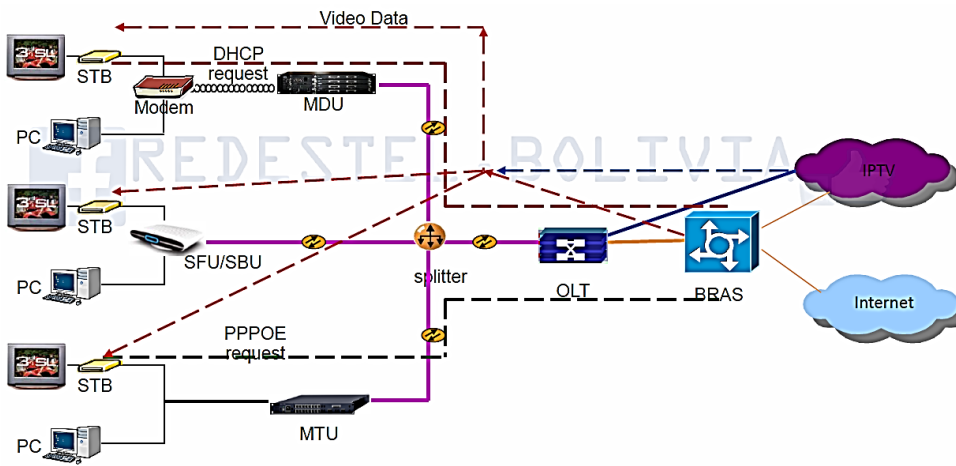 Video Data
DHCP
request
STB
Modem
MDU
PC
REDESTEL BOLIVIA
IPTV
STB
SFU/SBU
splitter
OLT
BRAS
PC
Internet
PPPOE
request
STB
MTU
PC